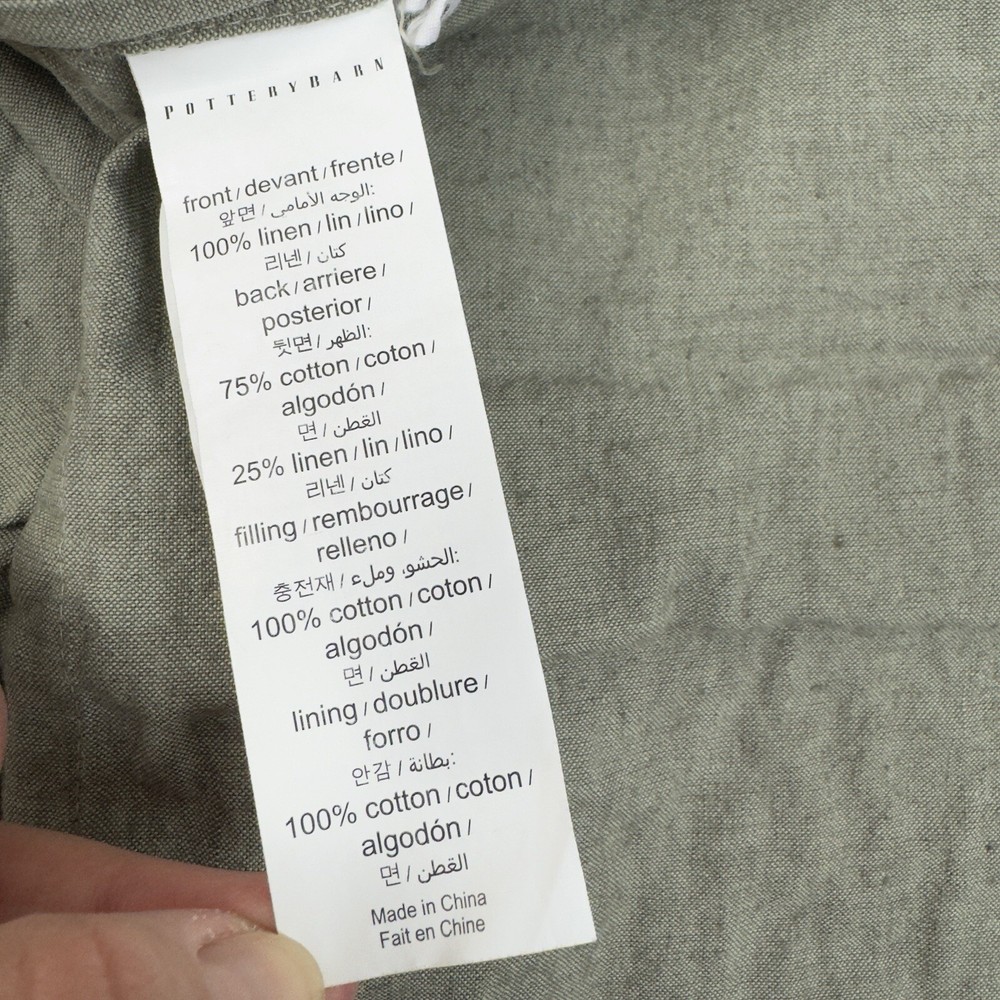 POTTERYBARN
front / devant / frente /
앞면 / الوجه الأمامى:
100% linen / lin / lino /
리넨 / كتان
back / arriere /
posterior /
뒷면 / الظهر:
75% cotton / coton /
algodón /
면 / القطن
25% linen / lin / lino /
리넨 / كتان
filling / rembourrage /
relleno /
충전재 / الحشو، وملء:
100% cotton / coton /
algodón /
면 / القطن
lining / doublure /
forro /
안감 / بطانة:
100% cotton / coton /
algodón /
면 / القطن
Made in China
Fait en Chine